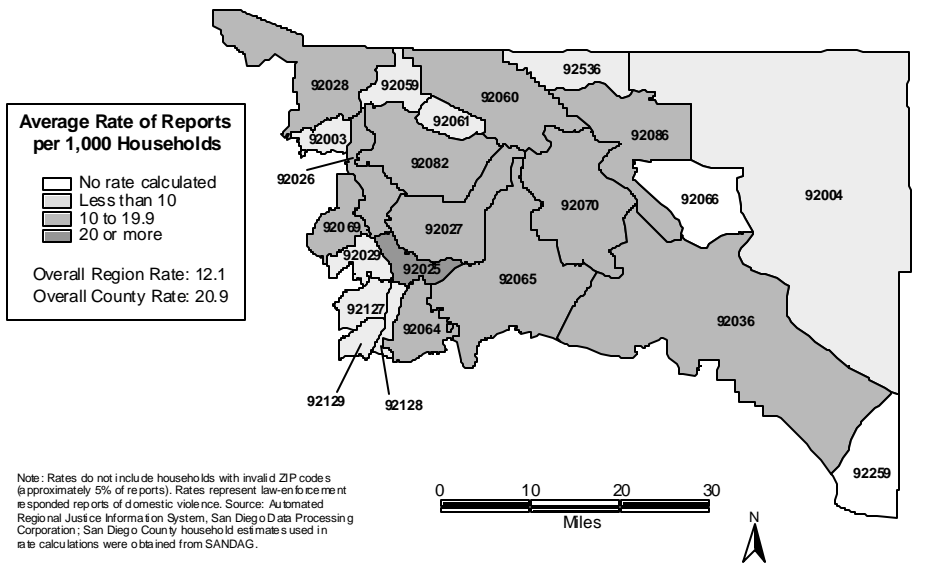 92536
92028
92059
92060
92061
92086
92003
92026
92082
92066
92004
92070
92069
92027
92029
92025
92065
92127
92064
92036
92129
92128
92259
Average Rate of Reports
per 1,000 Households
No rate calculated
Less than 10
10 to 19.9
20 or more
Overall Region Rate: 12.1
Overall County Rate: 20.9
Note: Rates do not include households with invalid ZIP codes
(approximately 5% of reports). Rates represent law-enforcement
responded reports of domestic violence. Source: Automated
Regional Justice Information System, San Diego Data Processing
Corporation; San Diego County household estimates used in
rate calculations were obtained from SANDAG.
0 10 20 30
Miles
N